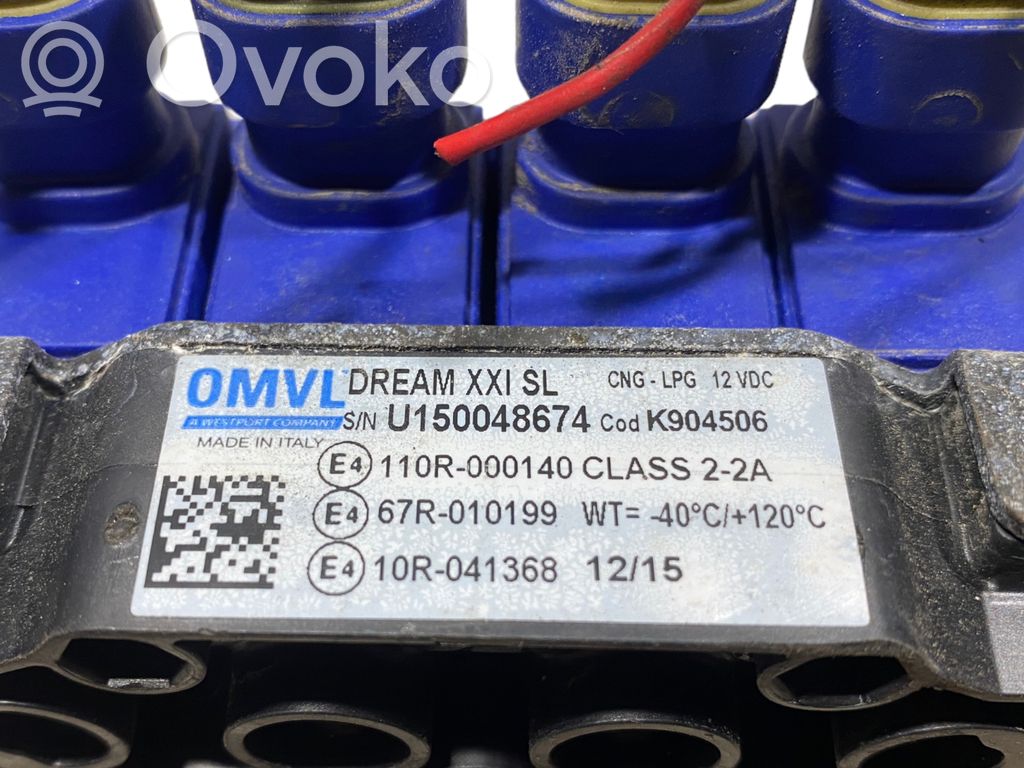 Ovoko
OMVL DREAM XXI SL CNG - LPG 12 VDC
A WESTPORT COMPANY S/N U150048674 Cod K904506
MADE IN ITALY
E4 110R-000140 CLASS 2-2A
E4 67R-010199 WT= -40°C/+120°C
E4 10R-041368 12/15